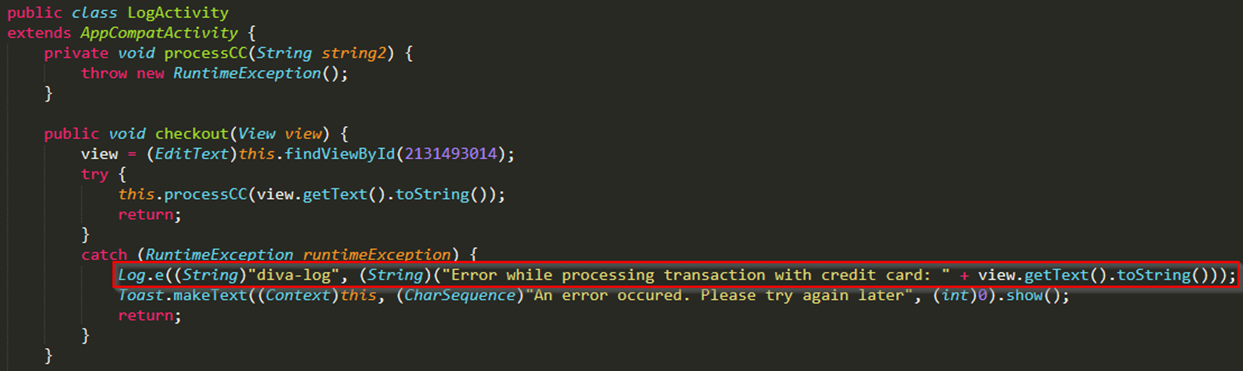 public class LogActivity
extends AppCompatActivity {
    private void processCC(String string2) {
        throw new RuntimeException();
    }

    public void checkout(View view) {
        view = (EditText)this.findViewById(2131493014);
        try {
            this.processCC(view.getText().toString());
            return;
        }
        catch (RuntimeException runtimeException) {
            Log.e((String)"diva-log", (String)("Error while processing transaction with credit card: " + view.getText().toString()));
            Toast.makeText((Context)this, (CharSequence)"An error occured. Please try again later", (int)0).show();
            return;
        }
    }